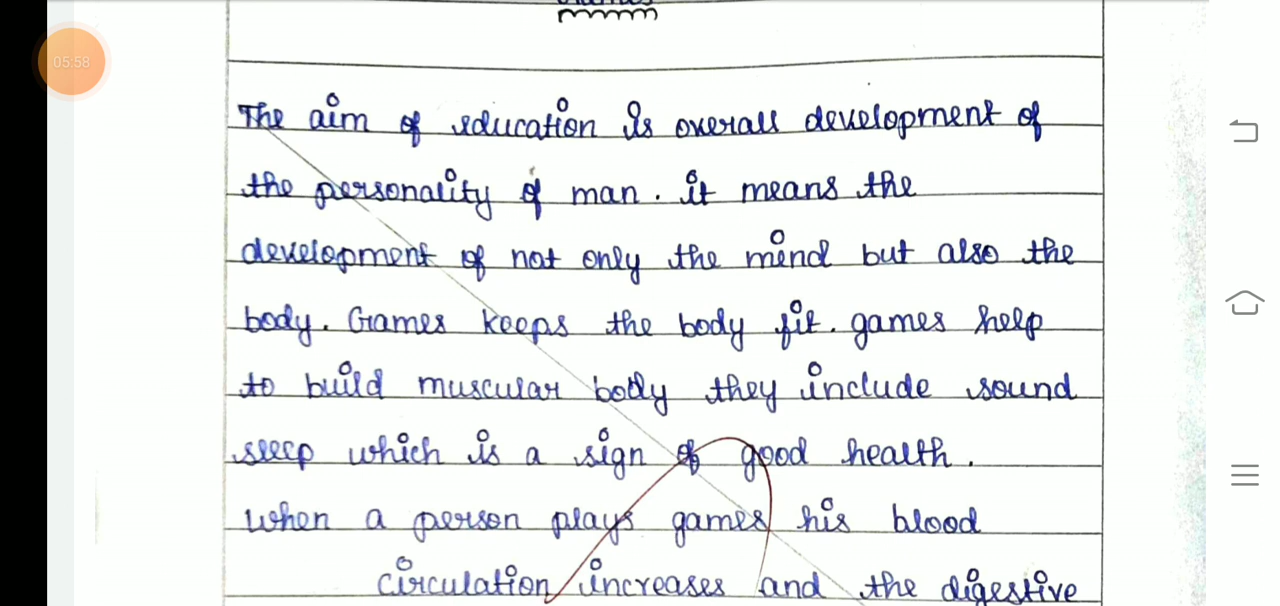 05:58
The aim of education is overall development of
the personality of man. it means the
development of not only the mind but also the
body. Games keeps the body fit. games help
to build muscular body they include sound
sleep which is a sign of good health.
when a person plays games his blood
circulation increases and the digestive